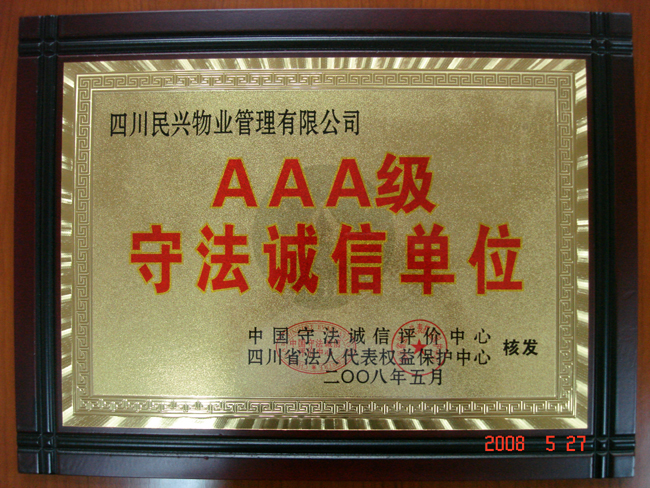 四川民兴物业管理有限公司
AAA级
守法诚信单位
中国守法诚信评价中心
四川省法人代表权益保护中心 核发
二〇〇八年五月
2008 5 27